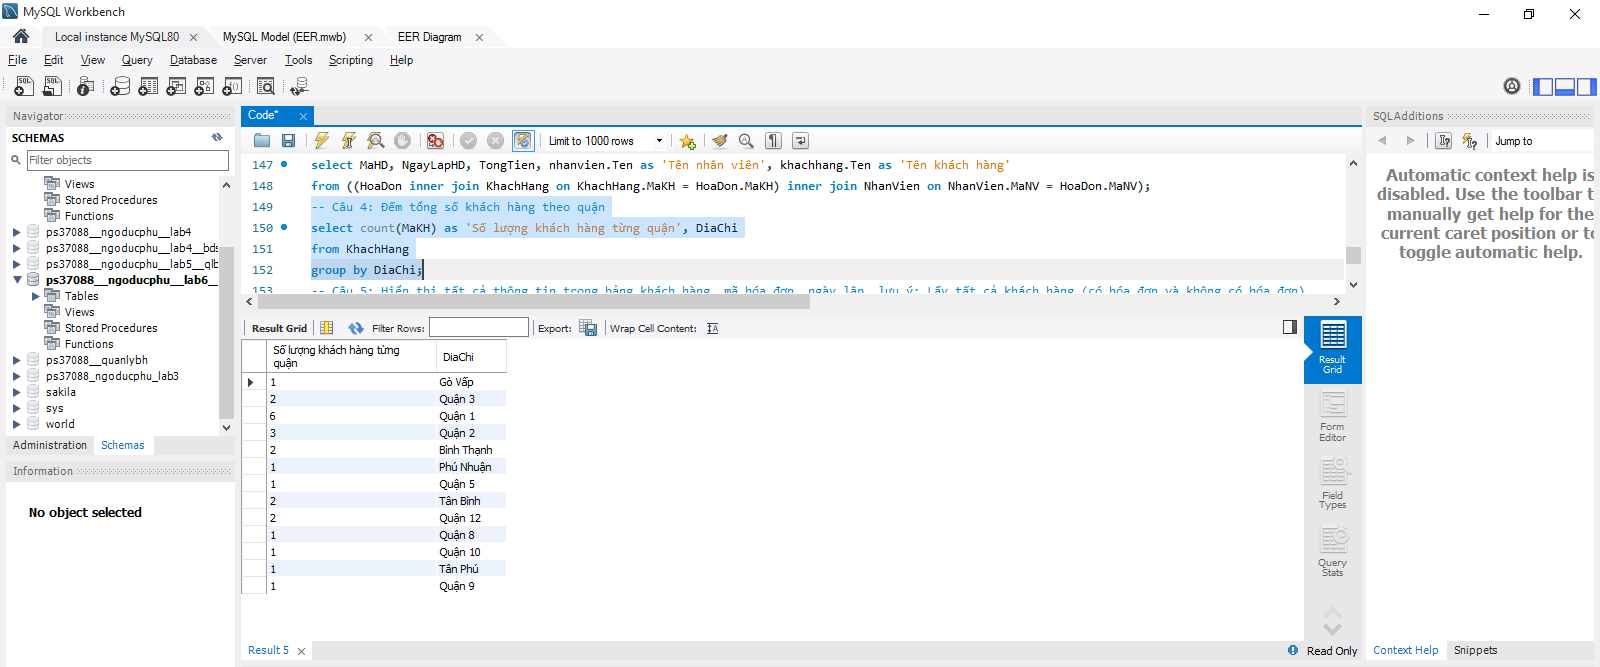 MySQL Workbench
Local instance MySQL80 MySQL Model (EER.mwb) EER Diagram
File Edit View Query Database Server Tools Scripting Help
Navigator
SCHEMAS
Filter objects
Views
Stored Procedures
Functions
ps37088__ngoducphu__lab4
ps37088__ngoducphu__lab4__bds
ps37088__ngoducphu__lab5__qlb
ps37088__ngoducphu__lab6__
Tables
Views
Stored Procedures
Functions
ps37088__quanlybh
ps37088_ngoducphu_lab3
sakila
sys
world
Administration Schemas
Information
No object selected
Code*
Limit to 1000 rows
147 select MaHD, NgayLapHD, TongTien, nhanvien.Ten as 'Tên nhân viên', khachhang.Ten as 'Tên khách hàng'
148 from ((HoaDon inner join KhachHang on KhachHang.MaKH = HoaDon.MaKH) inner join NhanVien on NhanVien.MaNV = HoaDon.MaNV);
149 -- Câu 4: Đếm tổng số khách hàng theo quận
150 select count(MaKH) as 'Số lượng khách hàng từng quận', DiaChi
151 from KhachHang
152 group by DiaChi;
153 -- Câu 5: Hiển thị tất cả thông tin trong bảng khách hàng, mã hóa đơn, ngày lập, lưu ý: Lấy tất cả khách hàng (có hóa đơn và không có hóa đơn)
Result Grid Filter Rows: Export: Wrap Cell Content:
Số lượng khách hàng từng quận DiaChi
1 Gò Vấp
2 Quận 3
6 Quận 1
3 Quận 2
2 Bình Thạnh
1 Phú Nhuận
1 Quận 5
2 Tân Bình
2 Quận 12
1 Quận 8
1 Quận 10
1 Tân Phú
1 Quận 9
Result Grid
Form Editor
Field Types
Query Stats
Result 5
Read Only
SQLAdditions
Jump to
Automatic context help is
disabled. Use the toolbar t
manually get help for the
current caret position or to
toggle automatic help.
Context Help Snippets